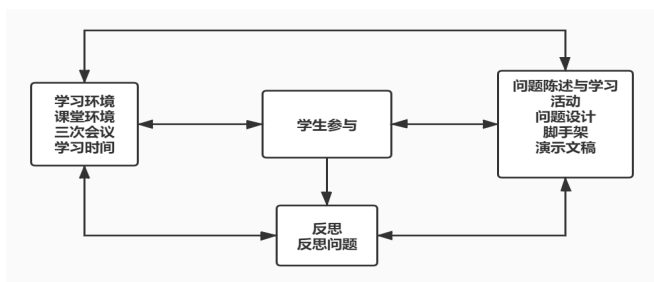 学习环境
课堂环境
三次会议
学习时间
学生参与
问题陈述与学习
活动
问题设计
脚手架
演示文稿
反思
反思问题